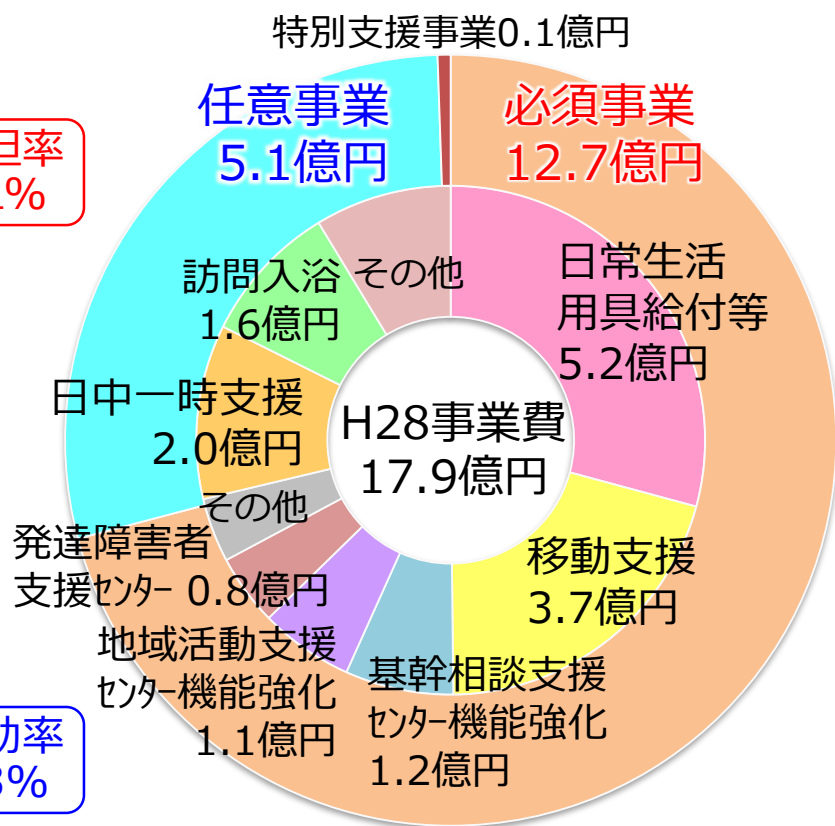 特別支援事業0.1億円
任意事業
5.1億円
必須事業
12.7億円
担率
%
訪問入浴
1.6億円
その他
日常生活
用具給付等
5.2億円
日中一時支援
2.0億円
H28事業費
17.9億円
その他
発達障害者
支援センター 0.8億円
移動支援
3.7億円
地域活動支援
センター機能強化
1.1億円
基幹相談支援
センター機能強化
1.2億円
助率
%